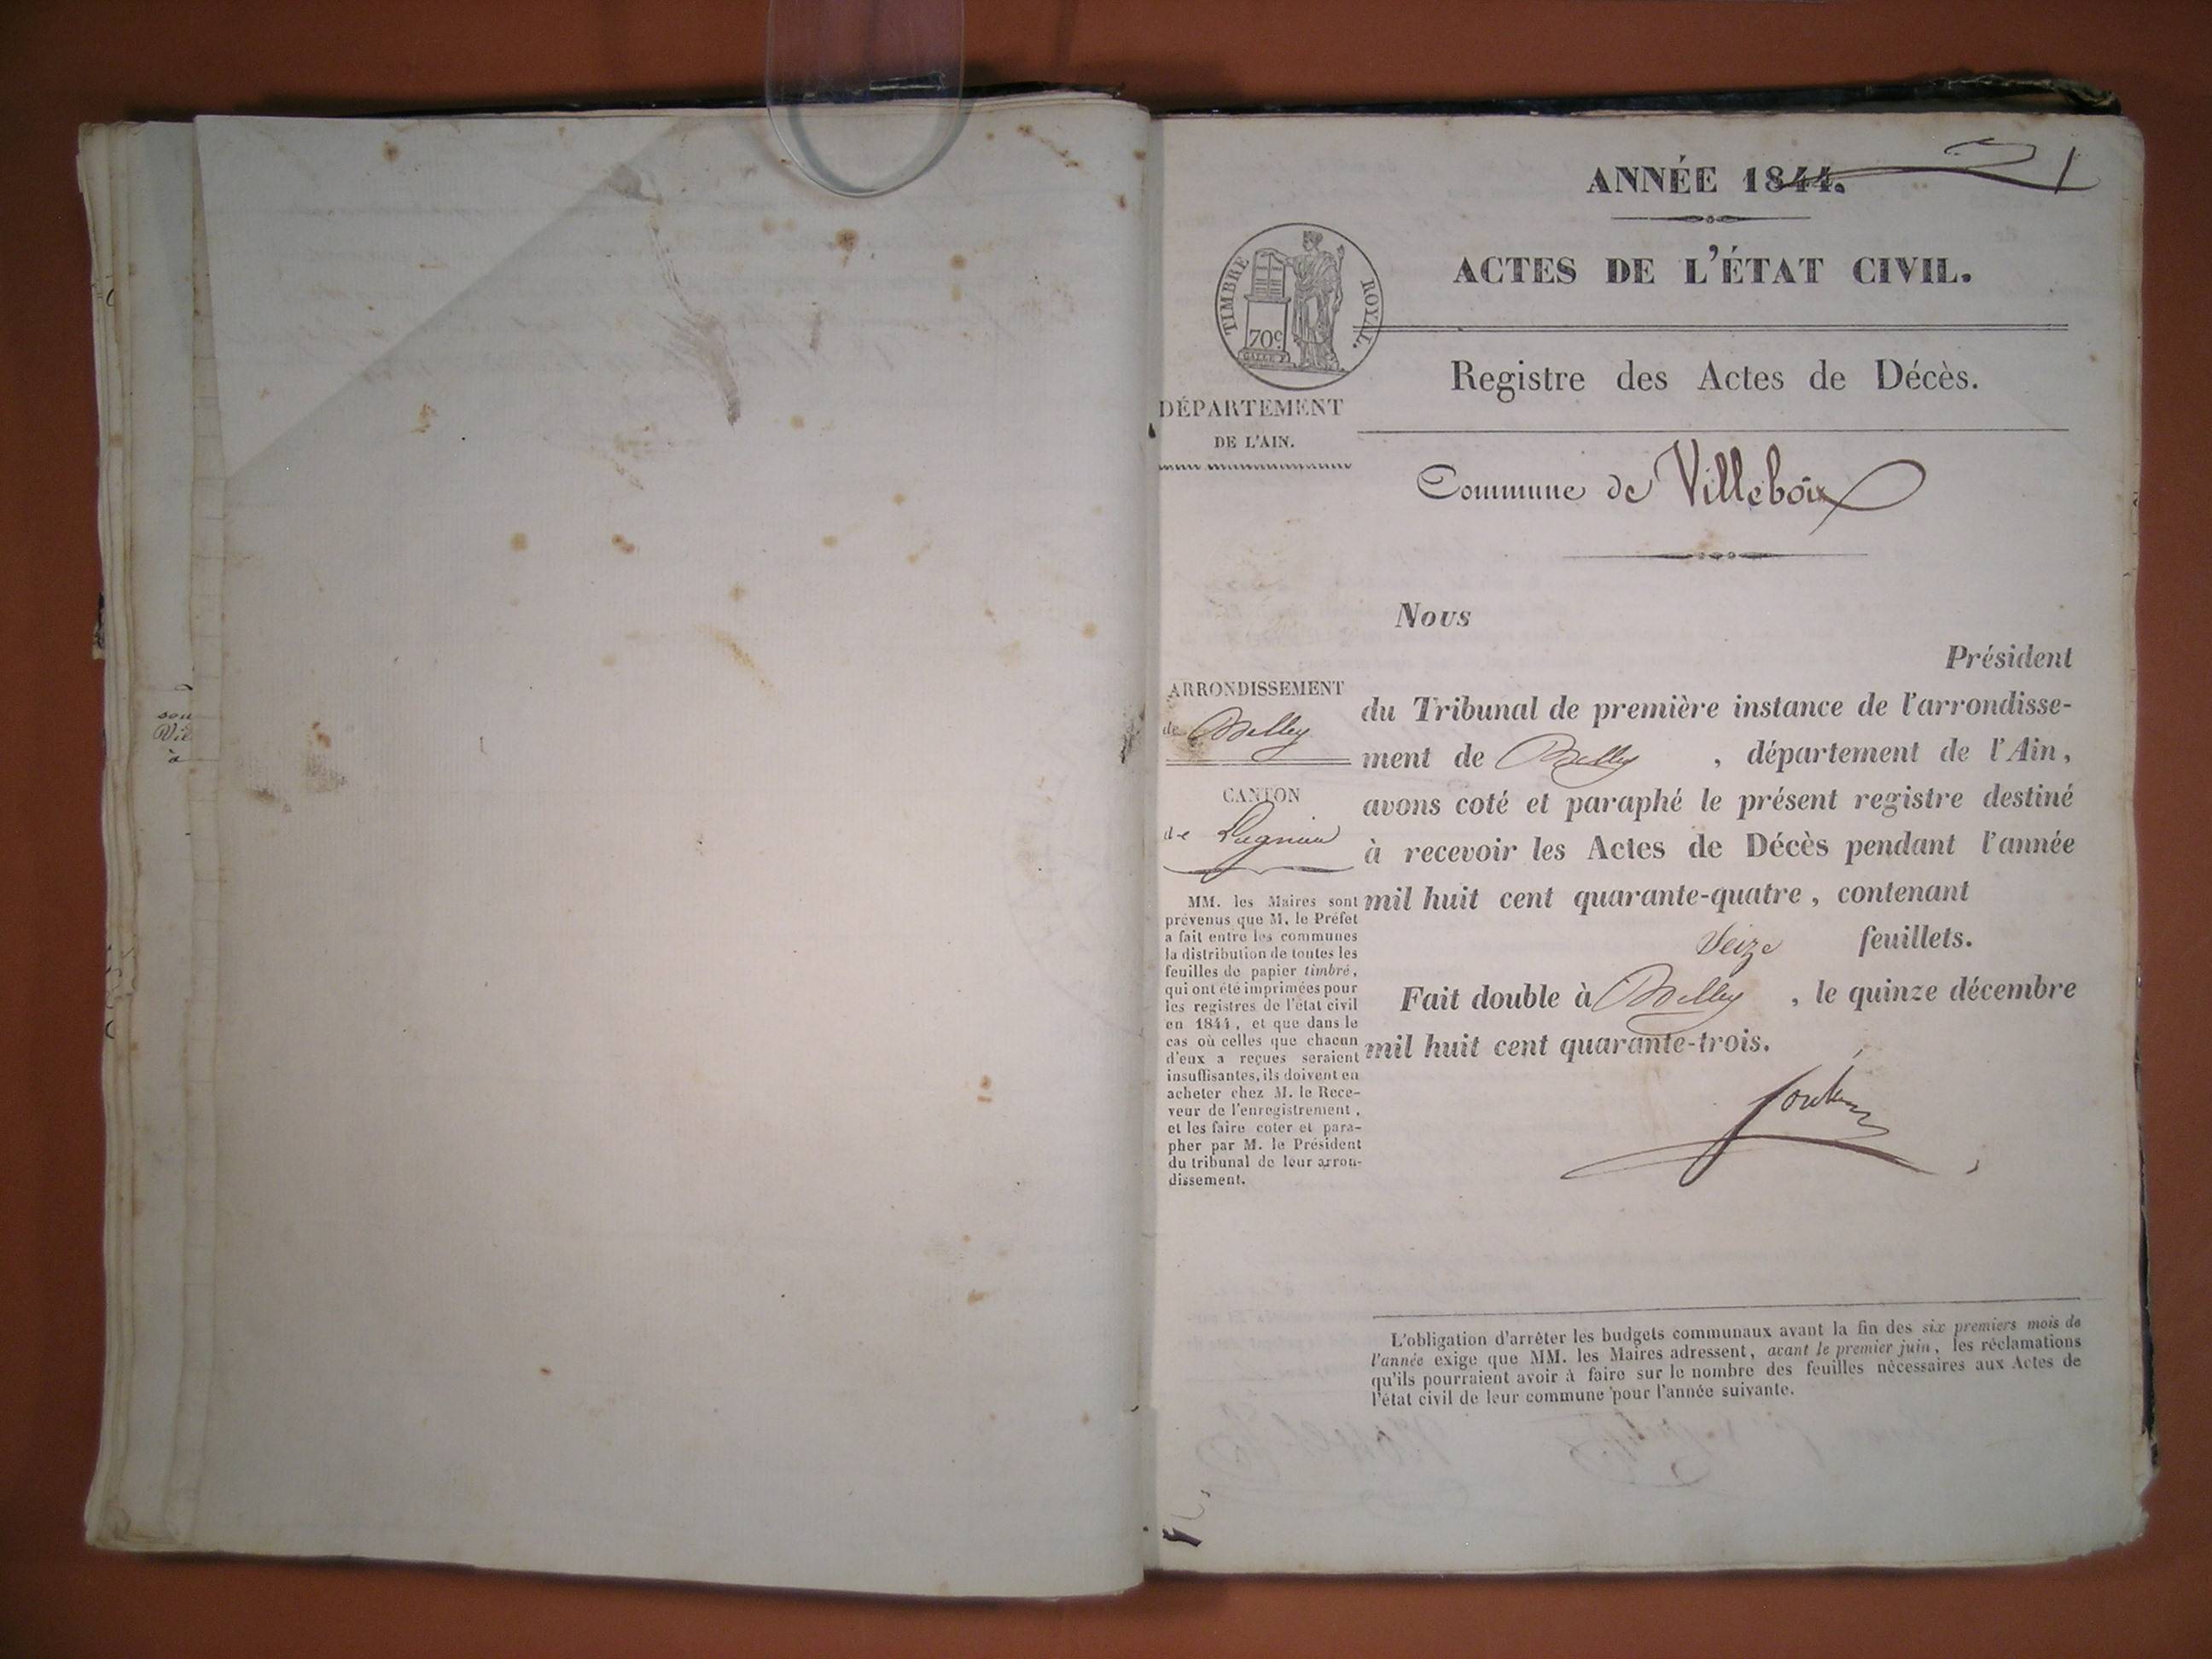 sou
Vil
à
ANNÉE 1844.
1
ACTES DE L'ÉTAT CIVIL.
TIMBRE ROYAL.
70c
Registre des Actes de Décès.
DÉPARTEMENT
DE L'AIN.
Commune de Villebois
Nous
Président
du Tribunal de première instance de l'arrondisse-
ment de Belley , département de l'Ain,
avons coté et paraphé le présent registre destiné
à recevoir les Actes de Décès pendant l'année
mil huit cent quarante-quatre, contenant
Seize feuillets.
Fait double à Belley , le quinze décembre
mil huit cent quarante-trois.
ARRONDISSEMENT
de Belley
CANTON
de Lagnieu
MM. les Maires sont
prévenus que M. le Préfet
a fait entre les communes
la distribution de toutes les
feuilles de papier timbré,
qui ont été imprimées pour
les registres de l'état civil
en 1844, et que dans le
cas où celles que chacun
d'eux a reçues seraient
insuffisantes, ils doivent en
acheter chez M. le Rece-
veur de l'enregistrement,
et les faire coter et para-
pher par M. le Président
du tribunal de leur arron-
dissement.
L'obligation d'arrêter les budgets communaux avant la fin des six premiers mois de
l'année exige que MM. les Maires adressent, avant le premier juin, les réclamations
qu'ils pourraient avoir à faire sur le nombre des feuilles nécessaires aux Actes de
l'état civil de leur commune pour l'année suivante.